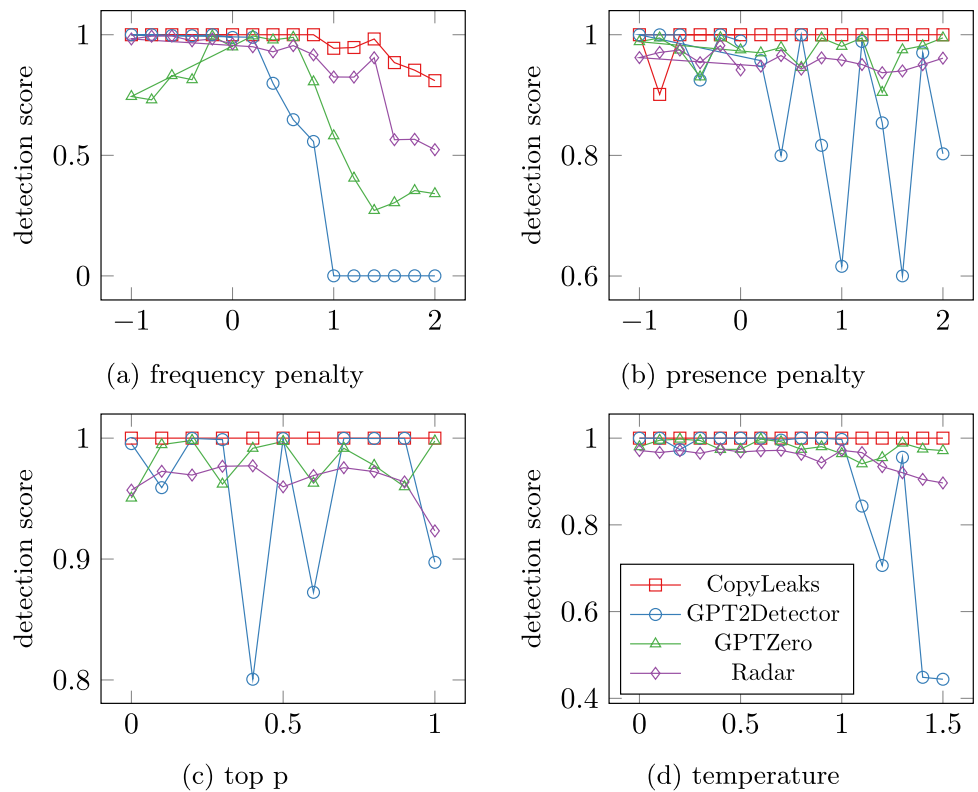 detection score
1
0.5
0
−1 0 1 2
(a) frequency penalty
detection score
1
0.8
0.6
−1 0 1 2
(b) presence penalty
detection score
1
0.9
0.8
0 0.5 1
(c) top p
detection score
1
0.8
0.6
0.4
CopyLeaks
GPT2Detector
GPTZero
Radar
0 0.5 1 1.5
(d) temperature